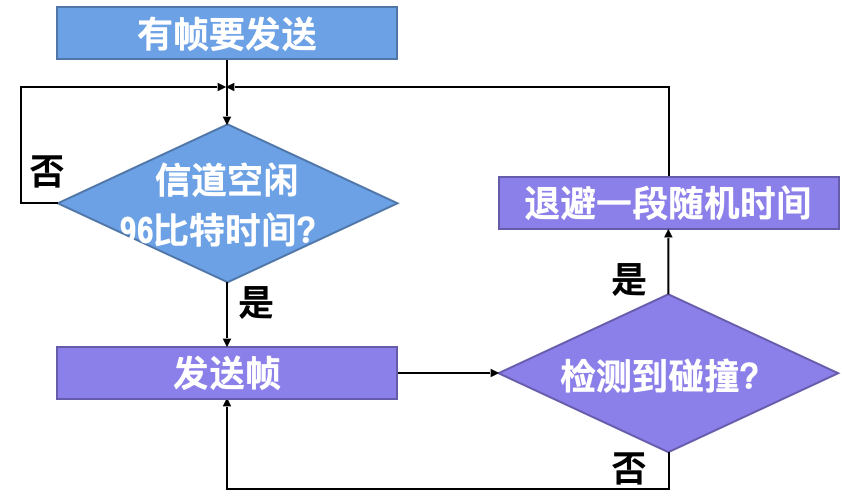 有帧要发送
否
信道空闲
96比特时间?
退避一段随机时间
是
是
发送帧
检测到碰撞?
否